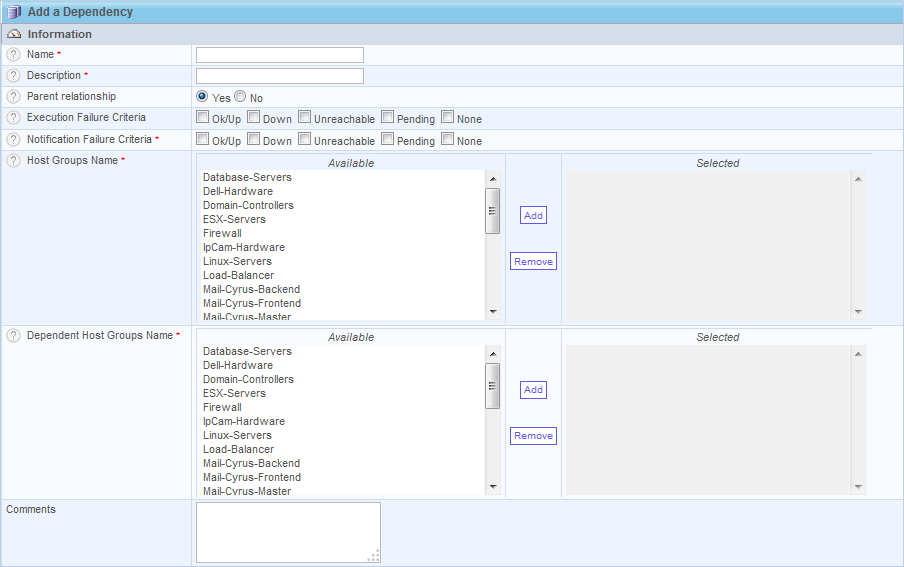 Add a Dependency
Information
? Name *
? Description *
? Parent relationship Yes No
? Execution Failure Criteria Ok/Up Down Unreachable Pending None
? Notification Failure Criteria * Ok/Up Down Unreachable Pending None
? Host Groups Name * Available Selected
Database-Servers
Dell-Hardware
Domain-Controllers
ESX-Servers
Firewall
IpCam-Hardware
Linux-Servers
Load-Balancer
Mail-Cyrus-Backend
Mail-Cyrus-Frontend
Mail-Cyrus-Master
Add
Remove
? Dependent Host Groups Name * Available Selected
Database-Servers
Dell-Hardware
Domain-Controllers
ESX-Servers
Firewall
IpCam-Hardware
Linux-Servers
Load-Balancer
Mail-Cyrus-Backend
Mail-Cyrus-Frontend
Mail-Cyrus-Master
Add
Remove
Comments